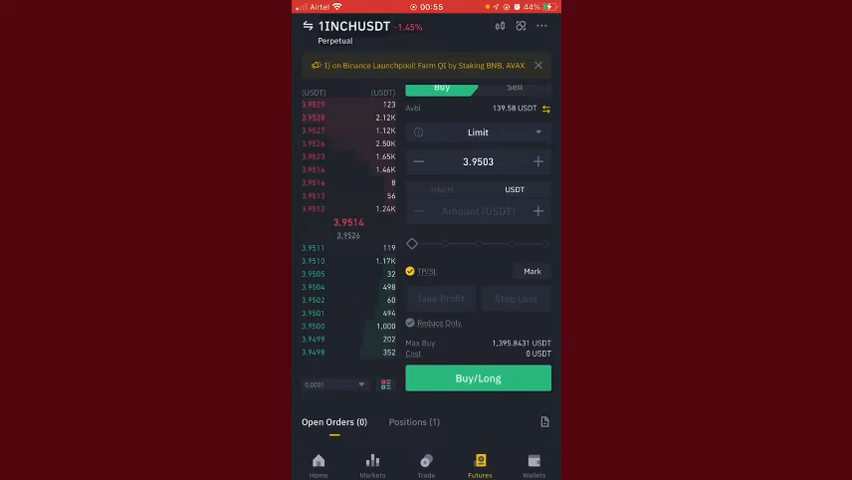 Airtel 00:55 44%
1INCHUSDT -1.45%
Perpetual
on Binance Launchpool! Farm QI by Staking BNB, AVAX
(USDT) (USDT)
3.9529 123
3.9528 2.12K
3.9527 1.12K
3.9526 2.50K
3.9523 1.65K
3.9516 1.46K
3.9514 8
3.9513 56
3.9512 1.24K
3.9514
3.9526
3.9511 119
3.9510 1.17K
3.9505 32
3.9504 498
3.9502 60
3.9501 494
3.9500 1,000
3.9499 202
3.9498 352
0.0001
Buy Sell
Avbl 139.58 USDT
Limit
3.9503
1INCH USDT
Amount (USDT)
TP/SL Mark
Take Profit Stop Loss
Reduce Only
Max Buy 1,395.8431 USDT
Cost 0 USDT
Buy/Long
Open Orders (0) Positions (1)
Home Markets Trade Futures Wallets